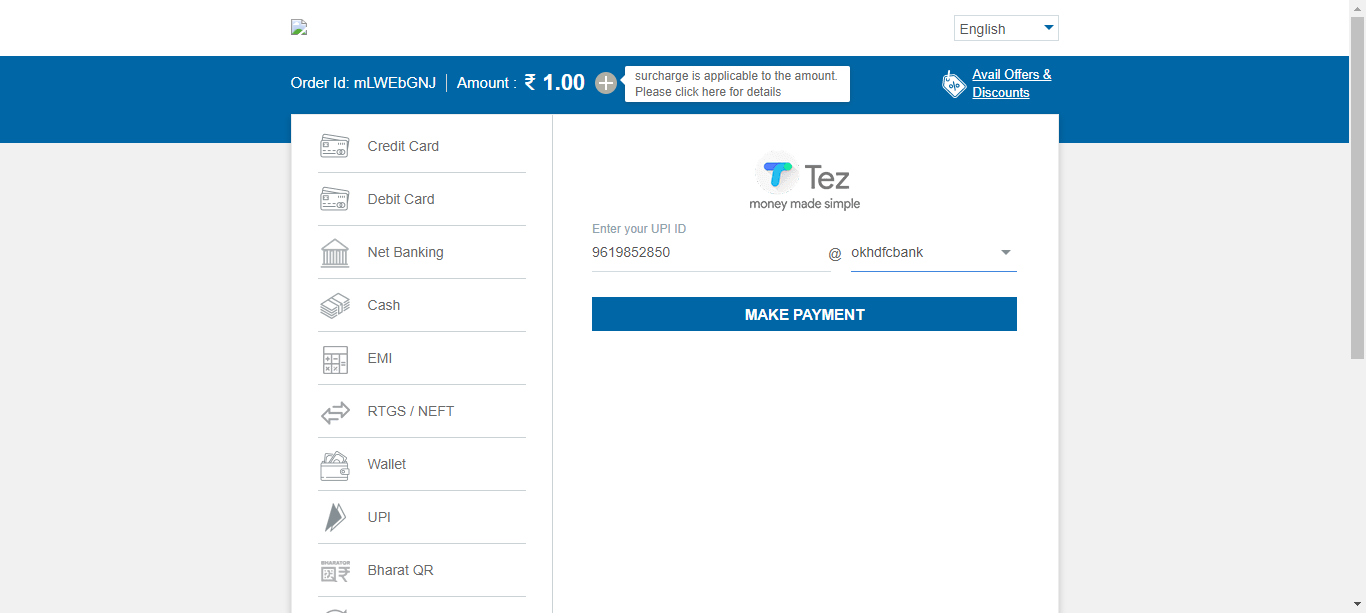 English
Order Id: mLWEbGNJ
Amount : ₹ 1.00
surcharge is applicable to the amount.
Please click here for details
Avail Offers &
Discounts
Credit Card
Debit Card
Net Banking
Cash
EMI
RTGS / NEFT
Wallet
UPI
BHARATQR
Bharat QR
Tez
money made simple
Enter your UPI ID
9619852850 @ okhdfcbank
MAKE PAYMENT